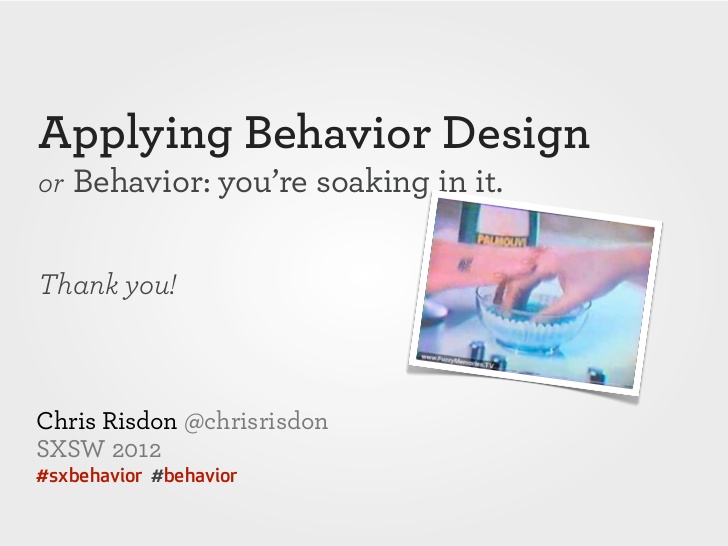 Applying Behavior Design
or Behavior: you're soaking in it.
PALMOLIVE
Thank you!
www.FuzzyMemories.TV
Chris Risdon @chrisrisdon
SXSW 2012
#sxbehavior #behavior